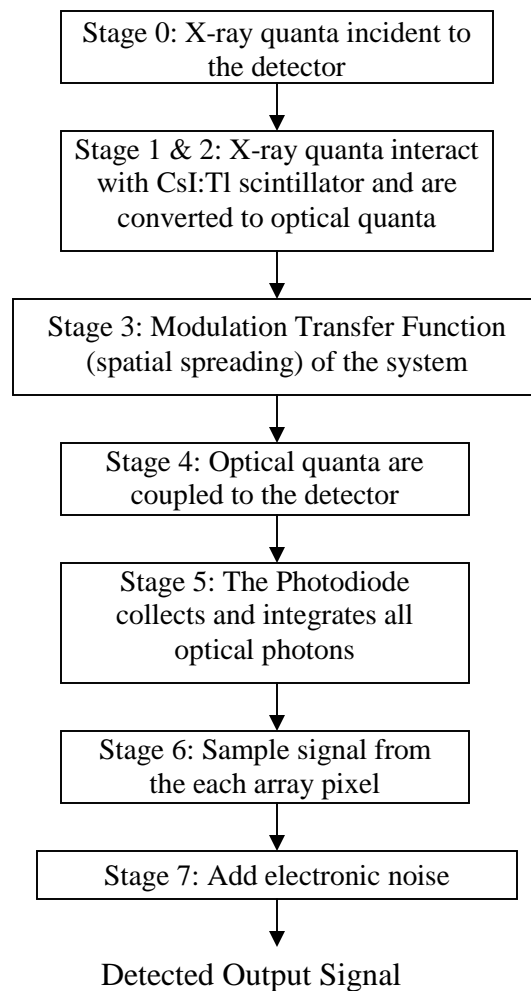 Stage 0: X-ray quanta incident to
the detector
Stage 1 & 2: X-ray quanta interact
with CsI:Tl scintillator and are
converted to optical quanta
Stage 3: Modulation Transfer Function
(spatial spreading) of the system
Stage 4: Optical quanta are
coupled to the detector
Stage 5: The Photodiode
collects and integrates all
optical photons
Stage 6: Sample signal from
the each array pixel
Stage 7: Add electronic noise
Detected Output Signal